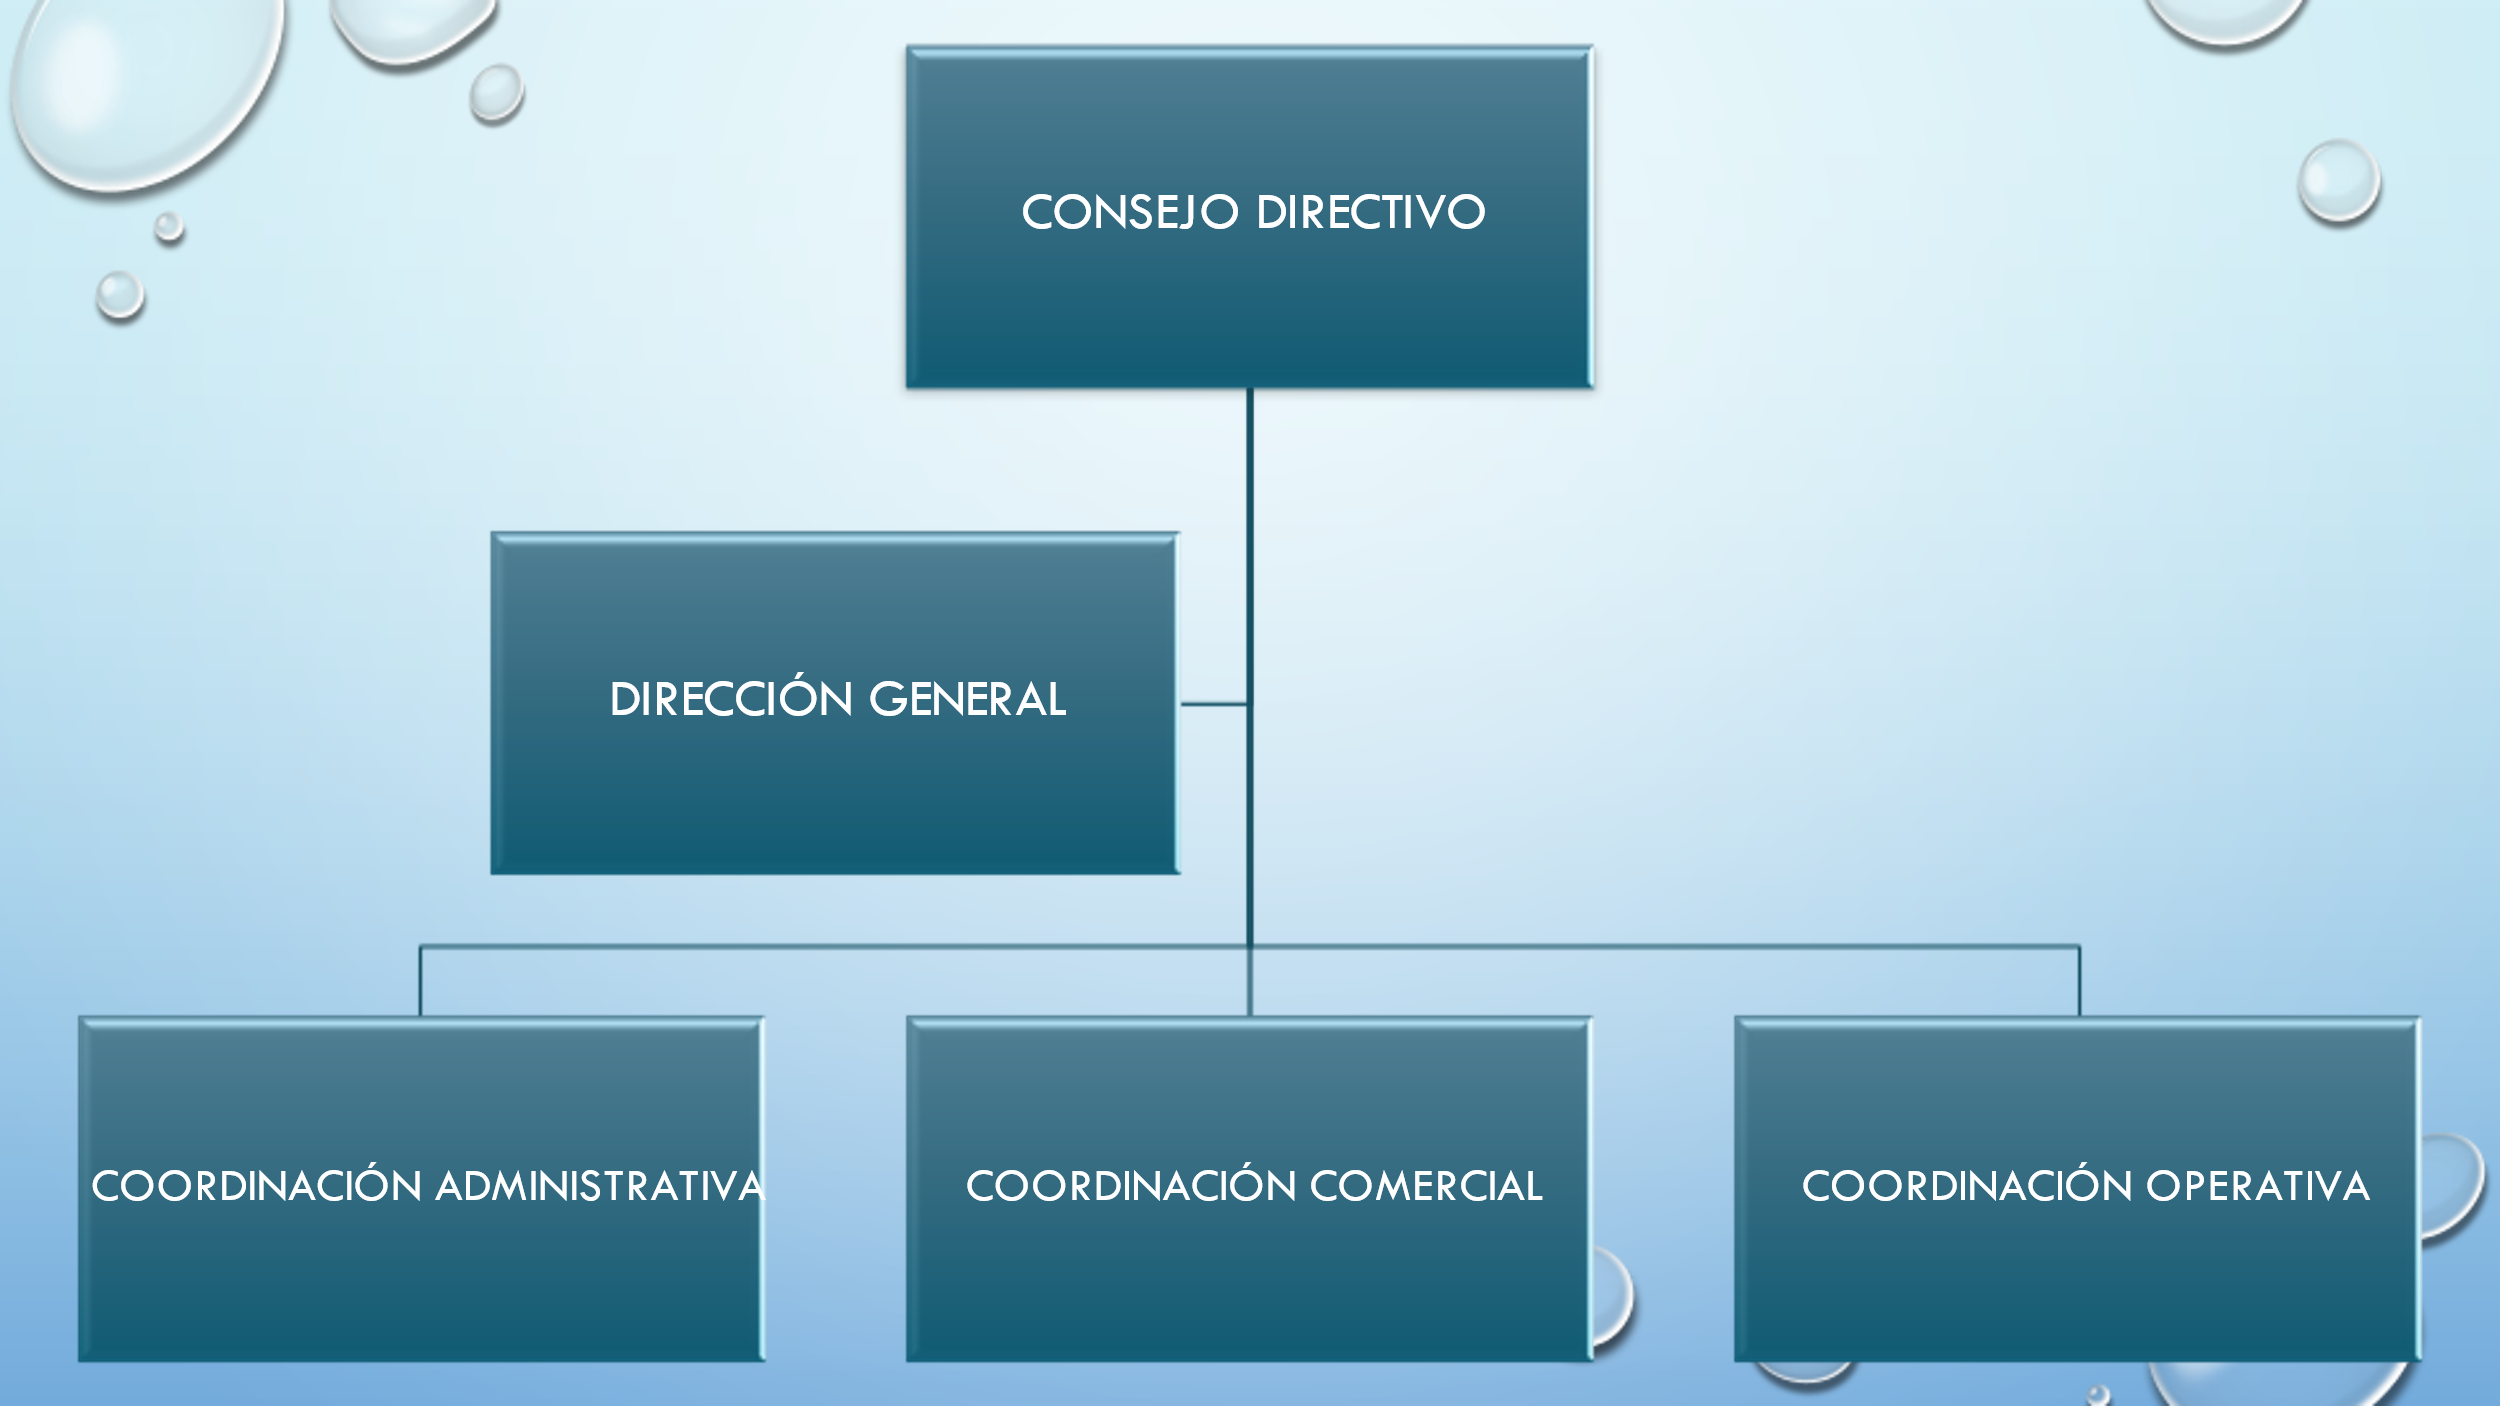 CONSEJO DIRECTIVO
DIRECCIÓN GENERAL
COORDINACIÓN ADMINISTRATIVA
COORDINACIÓN COMERCIAL
COORDINACIÓN OPERATIVA